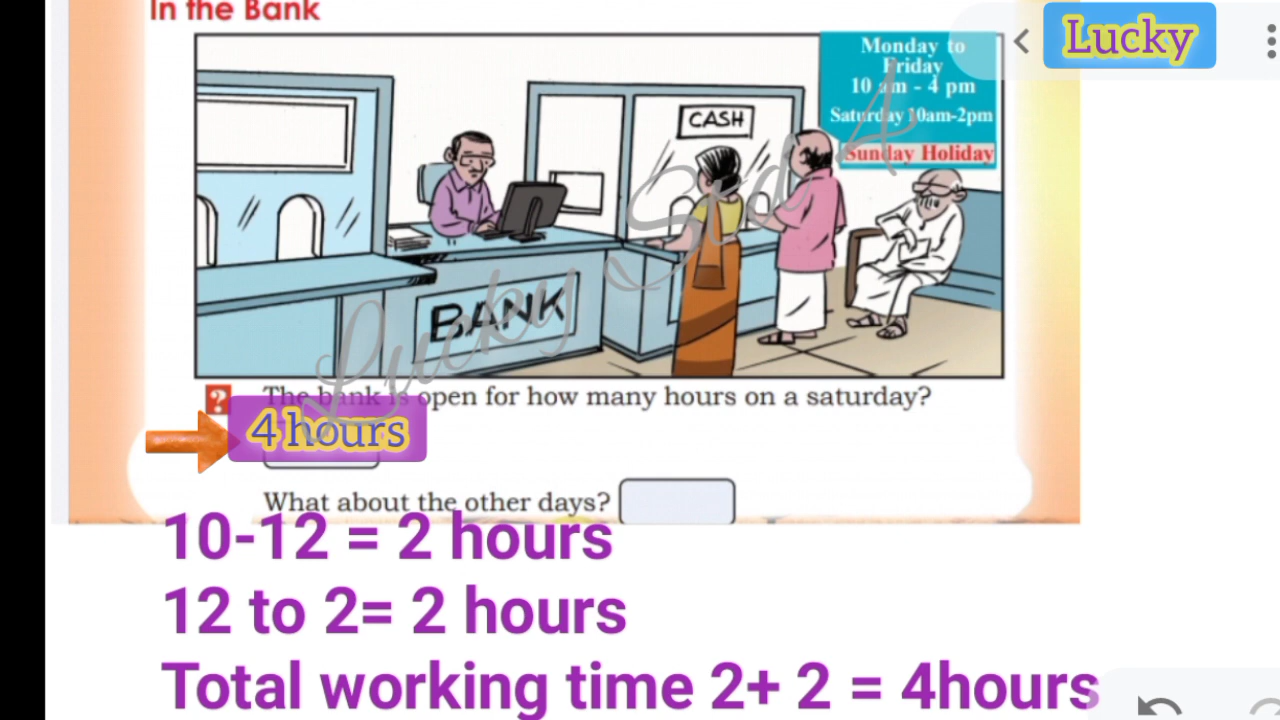 In the Bank
Lucky
Monday to
Friday
10 am - 4 pm
Saturday 10am-2pm
Sunday Holiday
CASH
BANK
Lucky Sid A
? The bank is open for how many hours on a saturday?
4 hours
What about the other days?
10-12 = 2 hours
12 to 2= 2 hours
Total working time 2+ 2 = 4hours